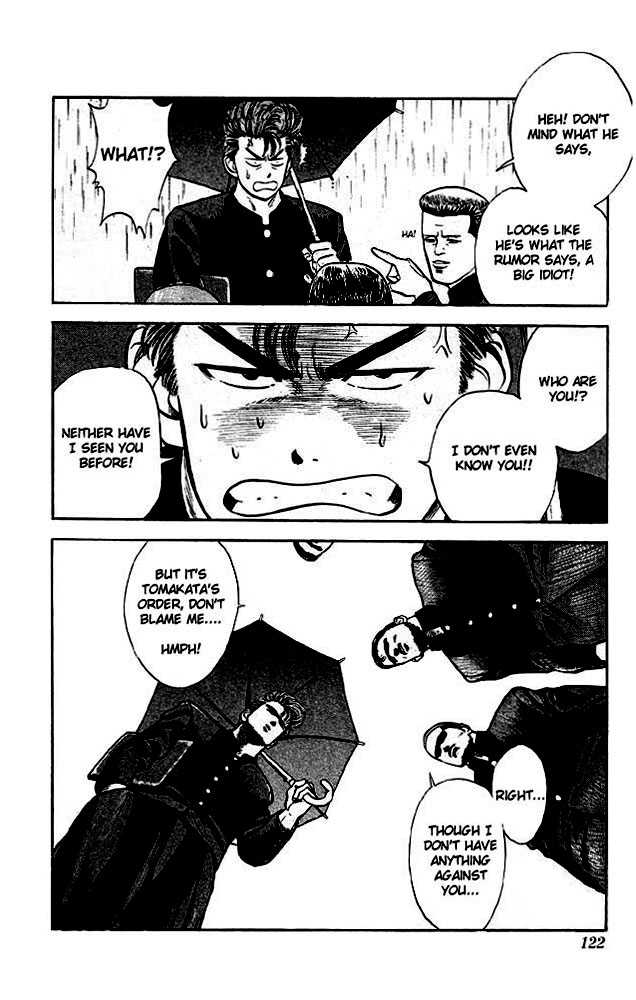 HEH! DON'T
MIND WHAT HE
SAYS,
LOOKS LIKE
HE'S WHAT THE
RUMOR SAYS, A
BIG IDIOT!
HA!
WHAT!?
WHO ARE
YOU!?
I DON'T EVEN
KNOW YOU!!
NEITHER HAVE
I SEEN YOU
BEFORE!
RIGHT...
THOUGH I
DON'T HAVE
ANYTHING
AGAINST
YOU...
BUT IT'S
TOMAKATA'S
ORDER, DON'T
BLAME ME....
HMPH!
122